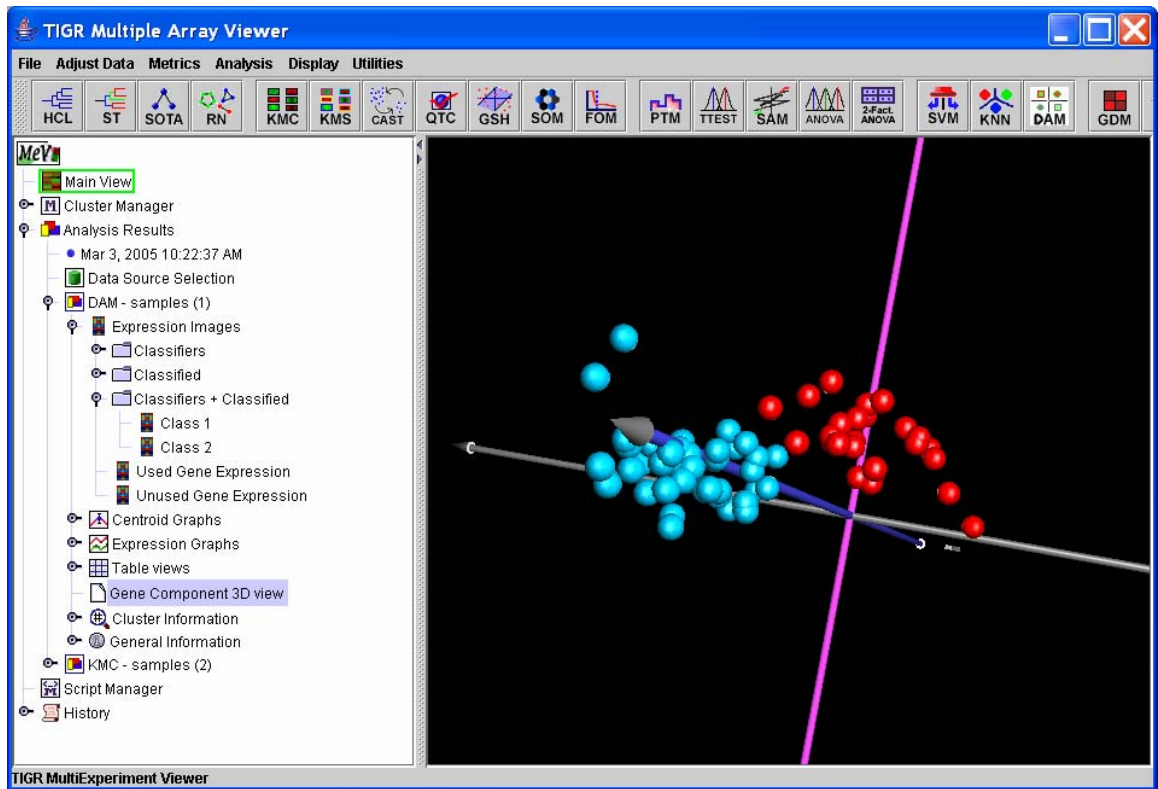 TIGR Multiple Array Viewer
File Adjust Data Metrics Analysis Display Utilities
HCL ST SOTA RN KMC KMS CAST QTC GSH SOM FOM PTM TTEST SAM ANOVA 2-Fact. ANOVA SVM KNN DAM GDM
MeV
Main View
M Cluster Manager
Analysis Results
Mar 3, 2005 10:22:37 AM
Data Source Selection
DAM - samples (1)
Expression Images
Classifiers
Classified
Classifiers + Classified
Class 1
Class 2
Used Gene Expression
Unused Gene Expression
Centroid Graphs
Expression Graphs
Table views
Gene Component 3D view
Cluster Information
General Information
KMC - samples (2)
Script Manager
History
TIGR MultiExperiment Viewer